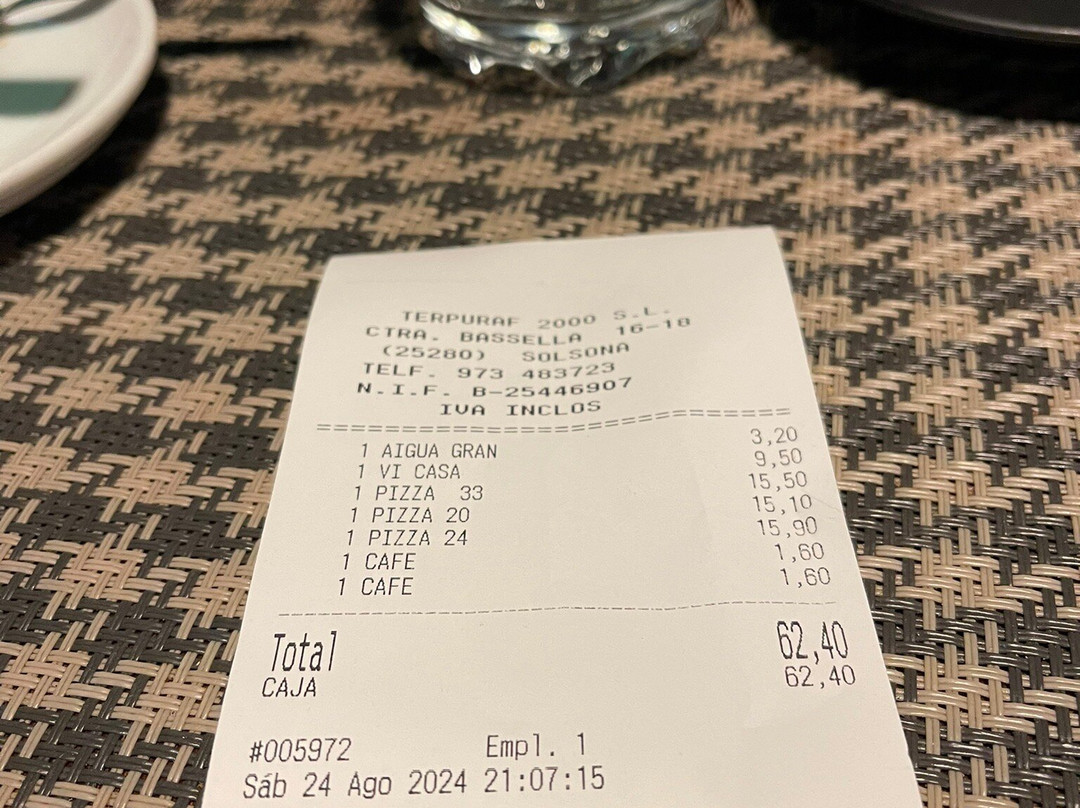 TERPURAF 2000 S.L.
CTRA. BASSELLA 16-18
(25280) SOLSONA
TELF. 973 483723
N.I.F. B-25446907
IVA INCLOS
1 AIGUA GRAN 3,20
1 VI CASA 9,50
1 PIZZA 33 15,50
1 PIZZA 20 15,10
1 PIZZA 24 15,90
1 CAFE 1,60
1 CAFE 1,60
Total 62,40
CAJA 62,40
#005972 Empl. 1
Sáb 24 Ago 2024 21:07:15